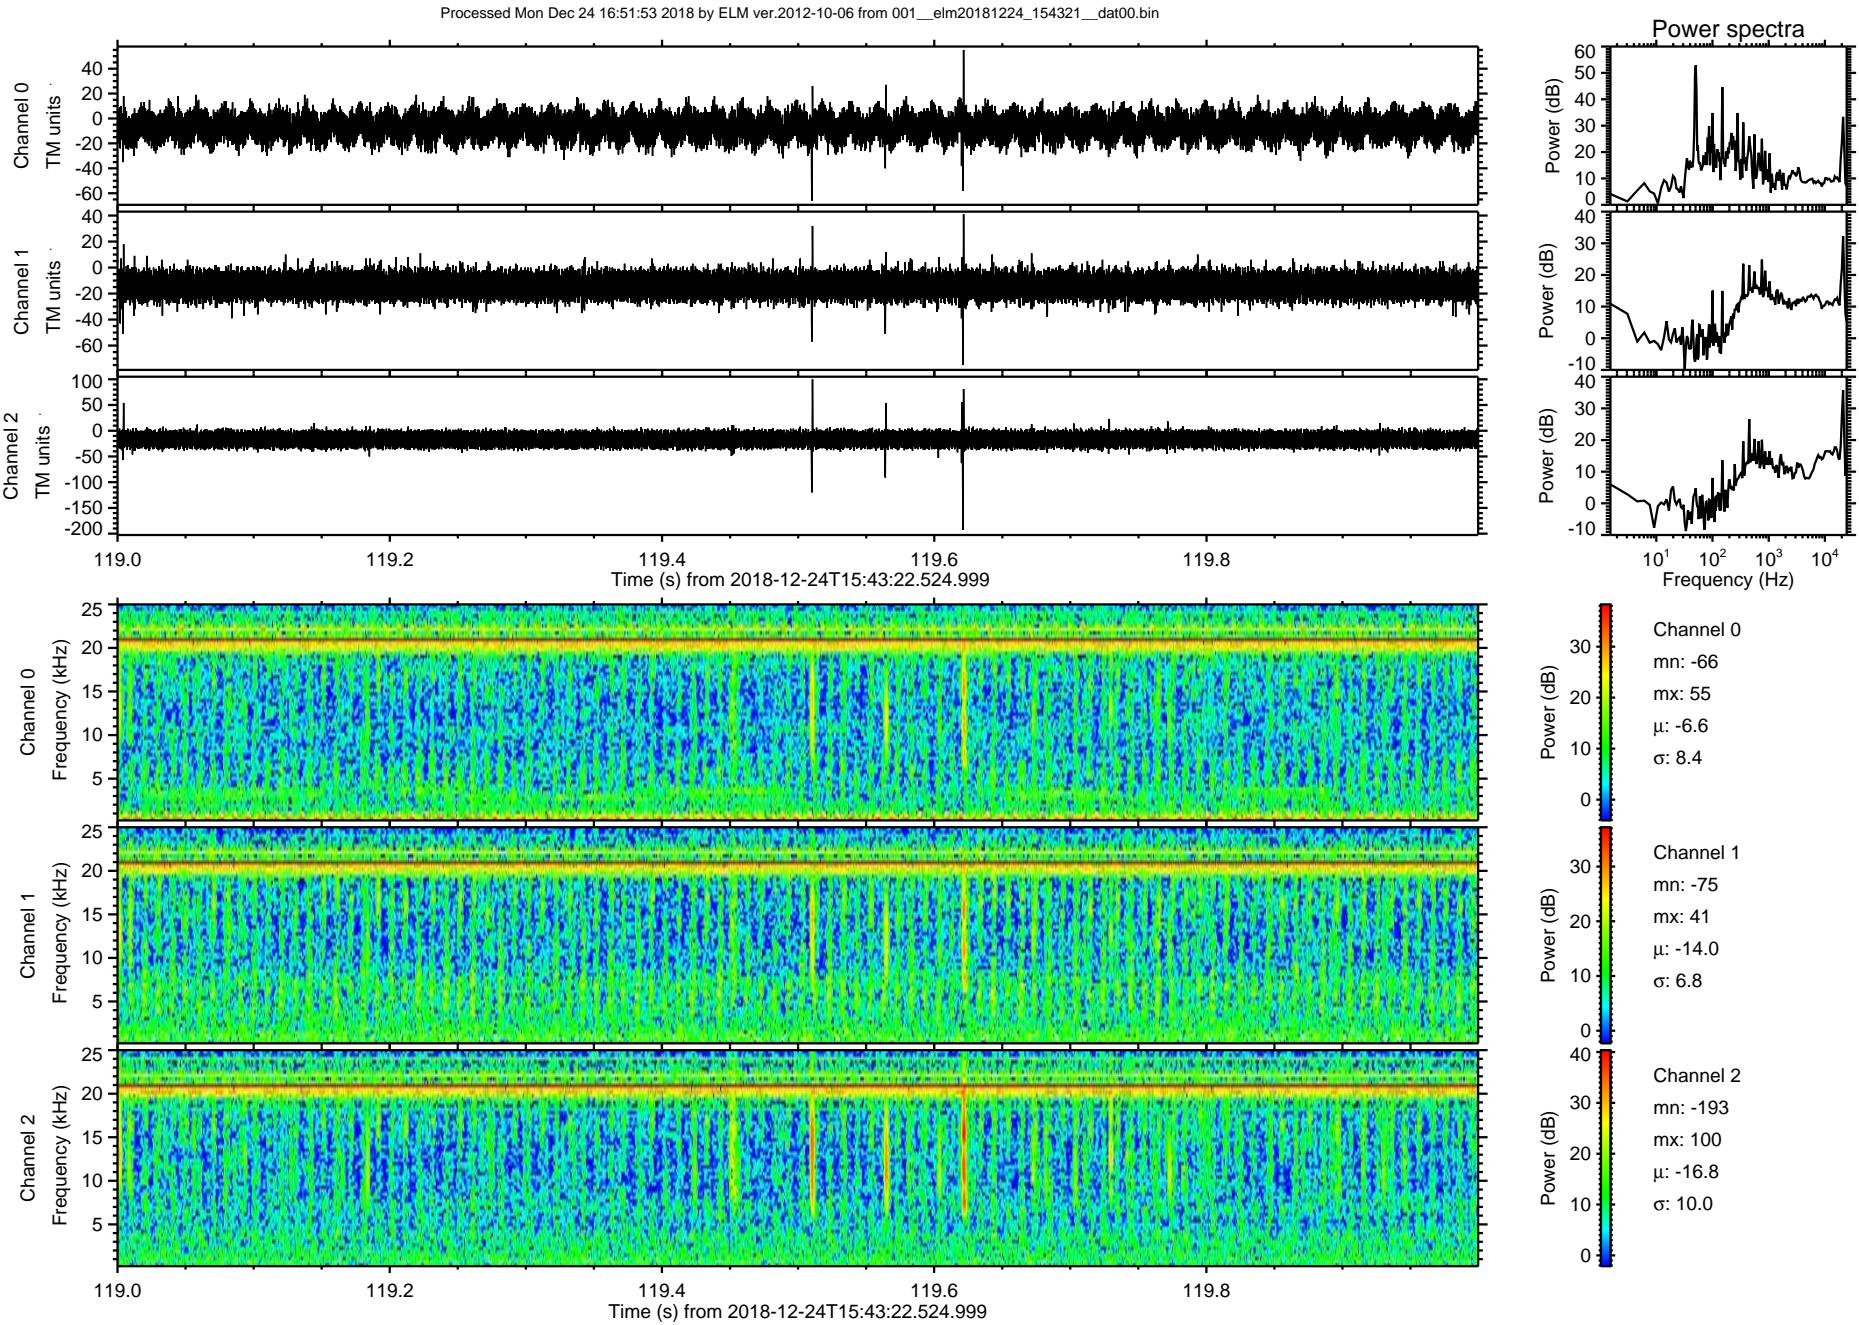 Processed Mon Dec 24 16:51:53 2018 by ELM ver.2012-10-06 from 001__elm20181224_154321__dat00.bin
Power spectra
Channel 0
TM units
40
20
0
-20
-40
-60
Power (dB)
60
50
40
30
20
10
0
Channel 1
TM units
40
20
0
-20
-40
-60
Power (dB)
40
30
20
10
0
-10
Channel 2
TM units
100
50
0
-50
-100
-150
-200
Power (dB)
40
30
20
10
0
-10
119.0 119.2 119.4 119.6 119.8
Time (s) from 2018-12-24T15:43:22.524.999
10¹ 10² 10³ 10⁴
Frequency (Hz)
Channel 0
Frequency (kHz)
25
20
15
10
5
Power (dB)
30
20
10
0
Channel 0
mn: -66
mx: 55
μ: -6.6
σ: 8.4
Channel 1
Frequency (kHz)
25
20
15
10
5
Power (dB)
30
20
10
0
Channel 1
mn: -75
mx: 41
μ: -14.0
σ: 6.8
Channel 2
Frequency (kHz)
25
20
15
10
5
Power (dB)
40
30
20
10
0
Channel 2
mn: -193
mx: 100
μ: -16.8
σ: 10.0
119.0 119.2 119.4 119.6 119.8
Time (s) from 2018-12-24T15:43:22.524.999